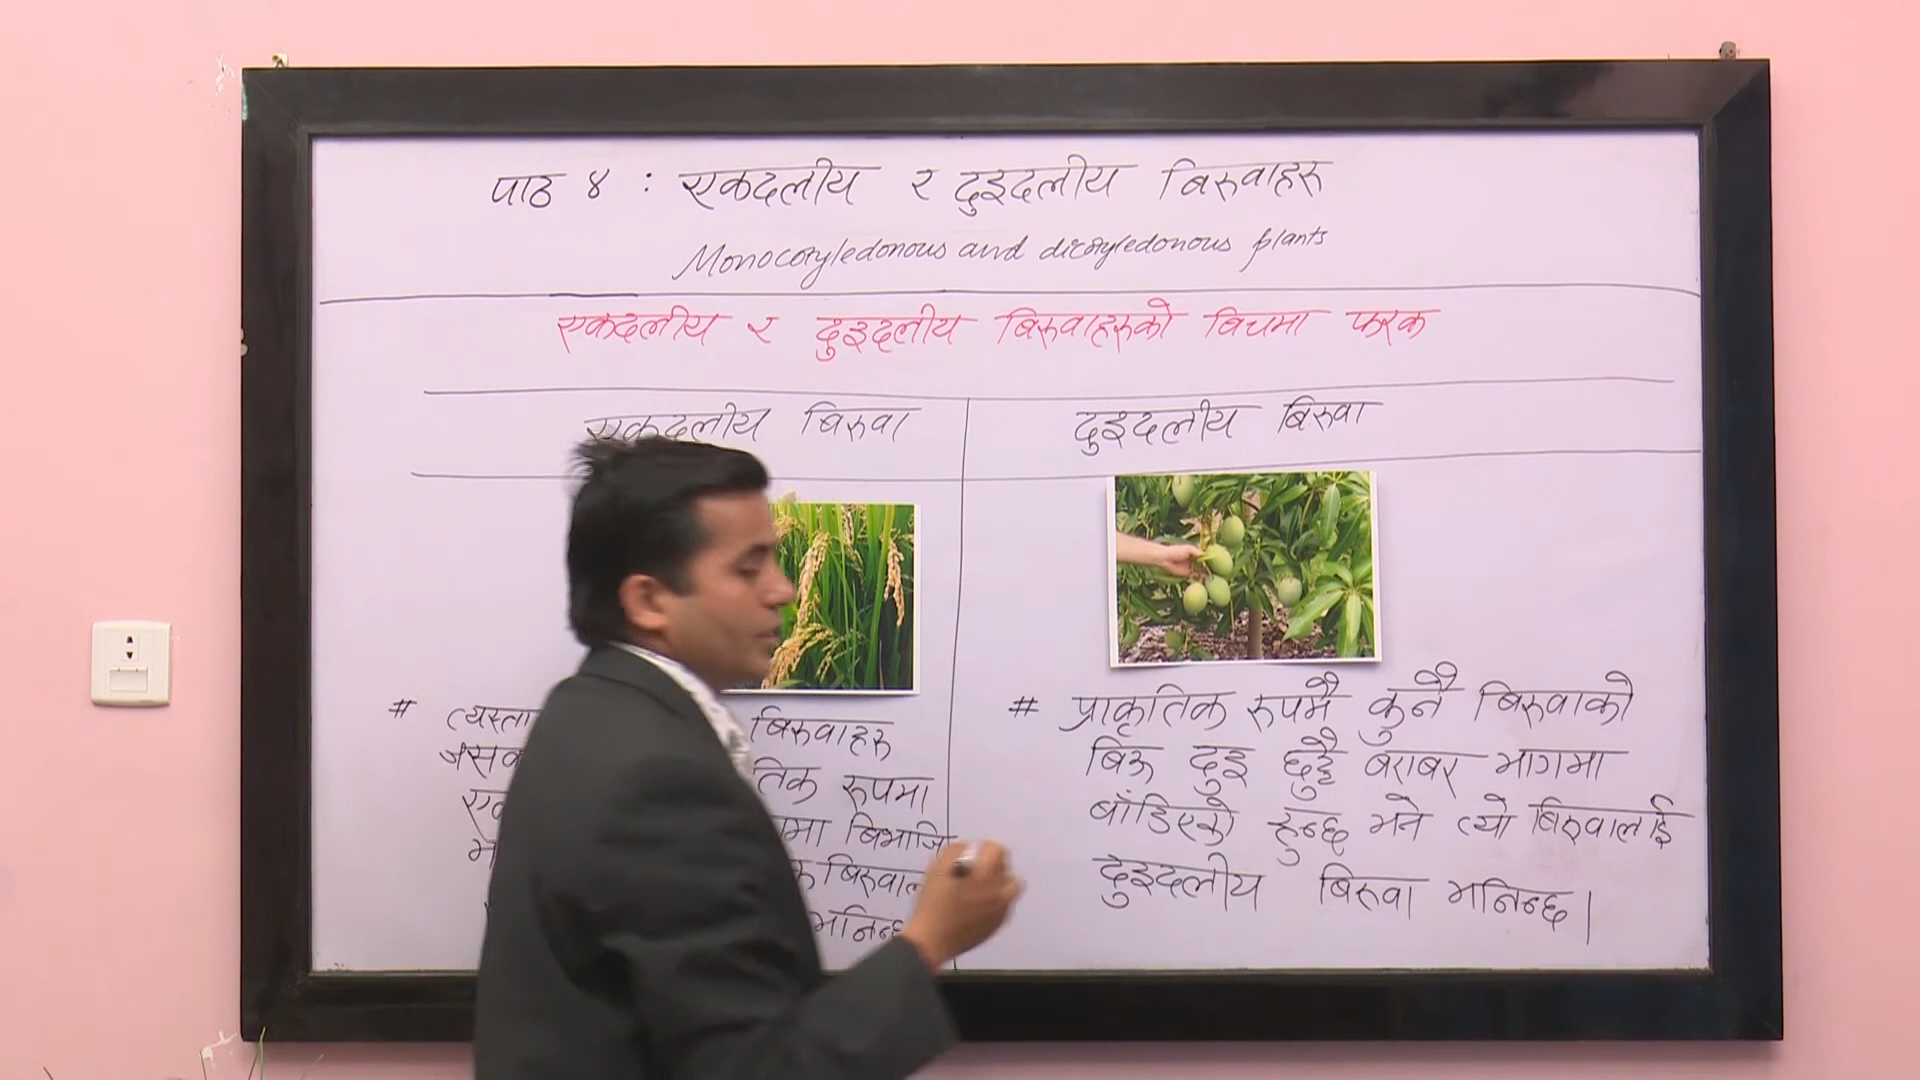 पाठ ४ : एकदलीय र दुइदलीय बिरुवाहरु
Monocotyledonous and dicotyledonous plants
एकदलीय र दुइदलीय बिरुवाहरुको बिचमा फरक
एकदलीय बिरुवा
दुइदलीय बिरुवा
# बिरुवाहरु
रुपमा
बिरुवाल
# प्राकृतिक रुपमै कुनै बिरुवाको
बिऊ दुइ छुट्टै बराबर भागमा
बाँडिएको हुन्छ भने त्यो बिरुवालाई
दुइदलीय बिरुवा भनिन्छ।